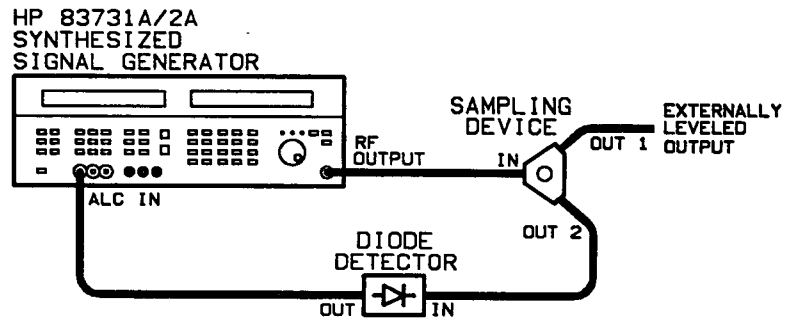 HP 83731A/2A
SYNTHESIZED
SIGNAL GENERATOR
SAMPLING
DEVICE
EXTERNALLY
LEVELED
OUTPUT
OUT 1
RF
OUTPUT
IN
ALC IN
OUT 2
DIODE
DETECTOR
OUT
IN